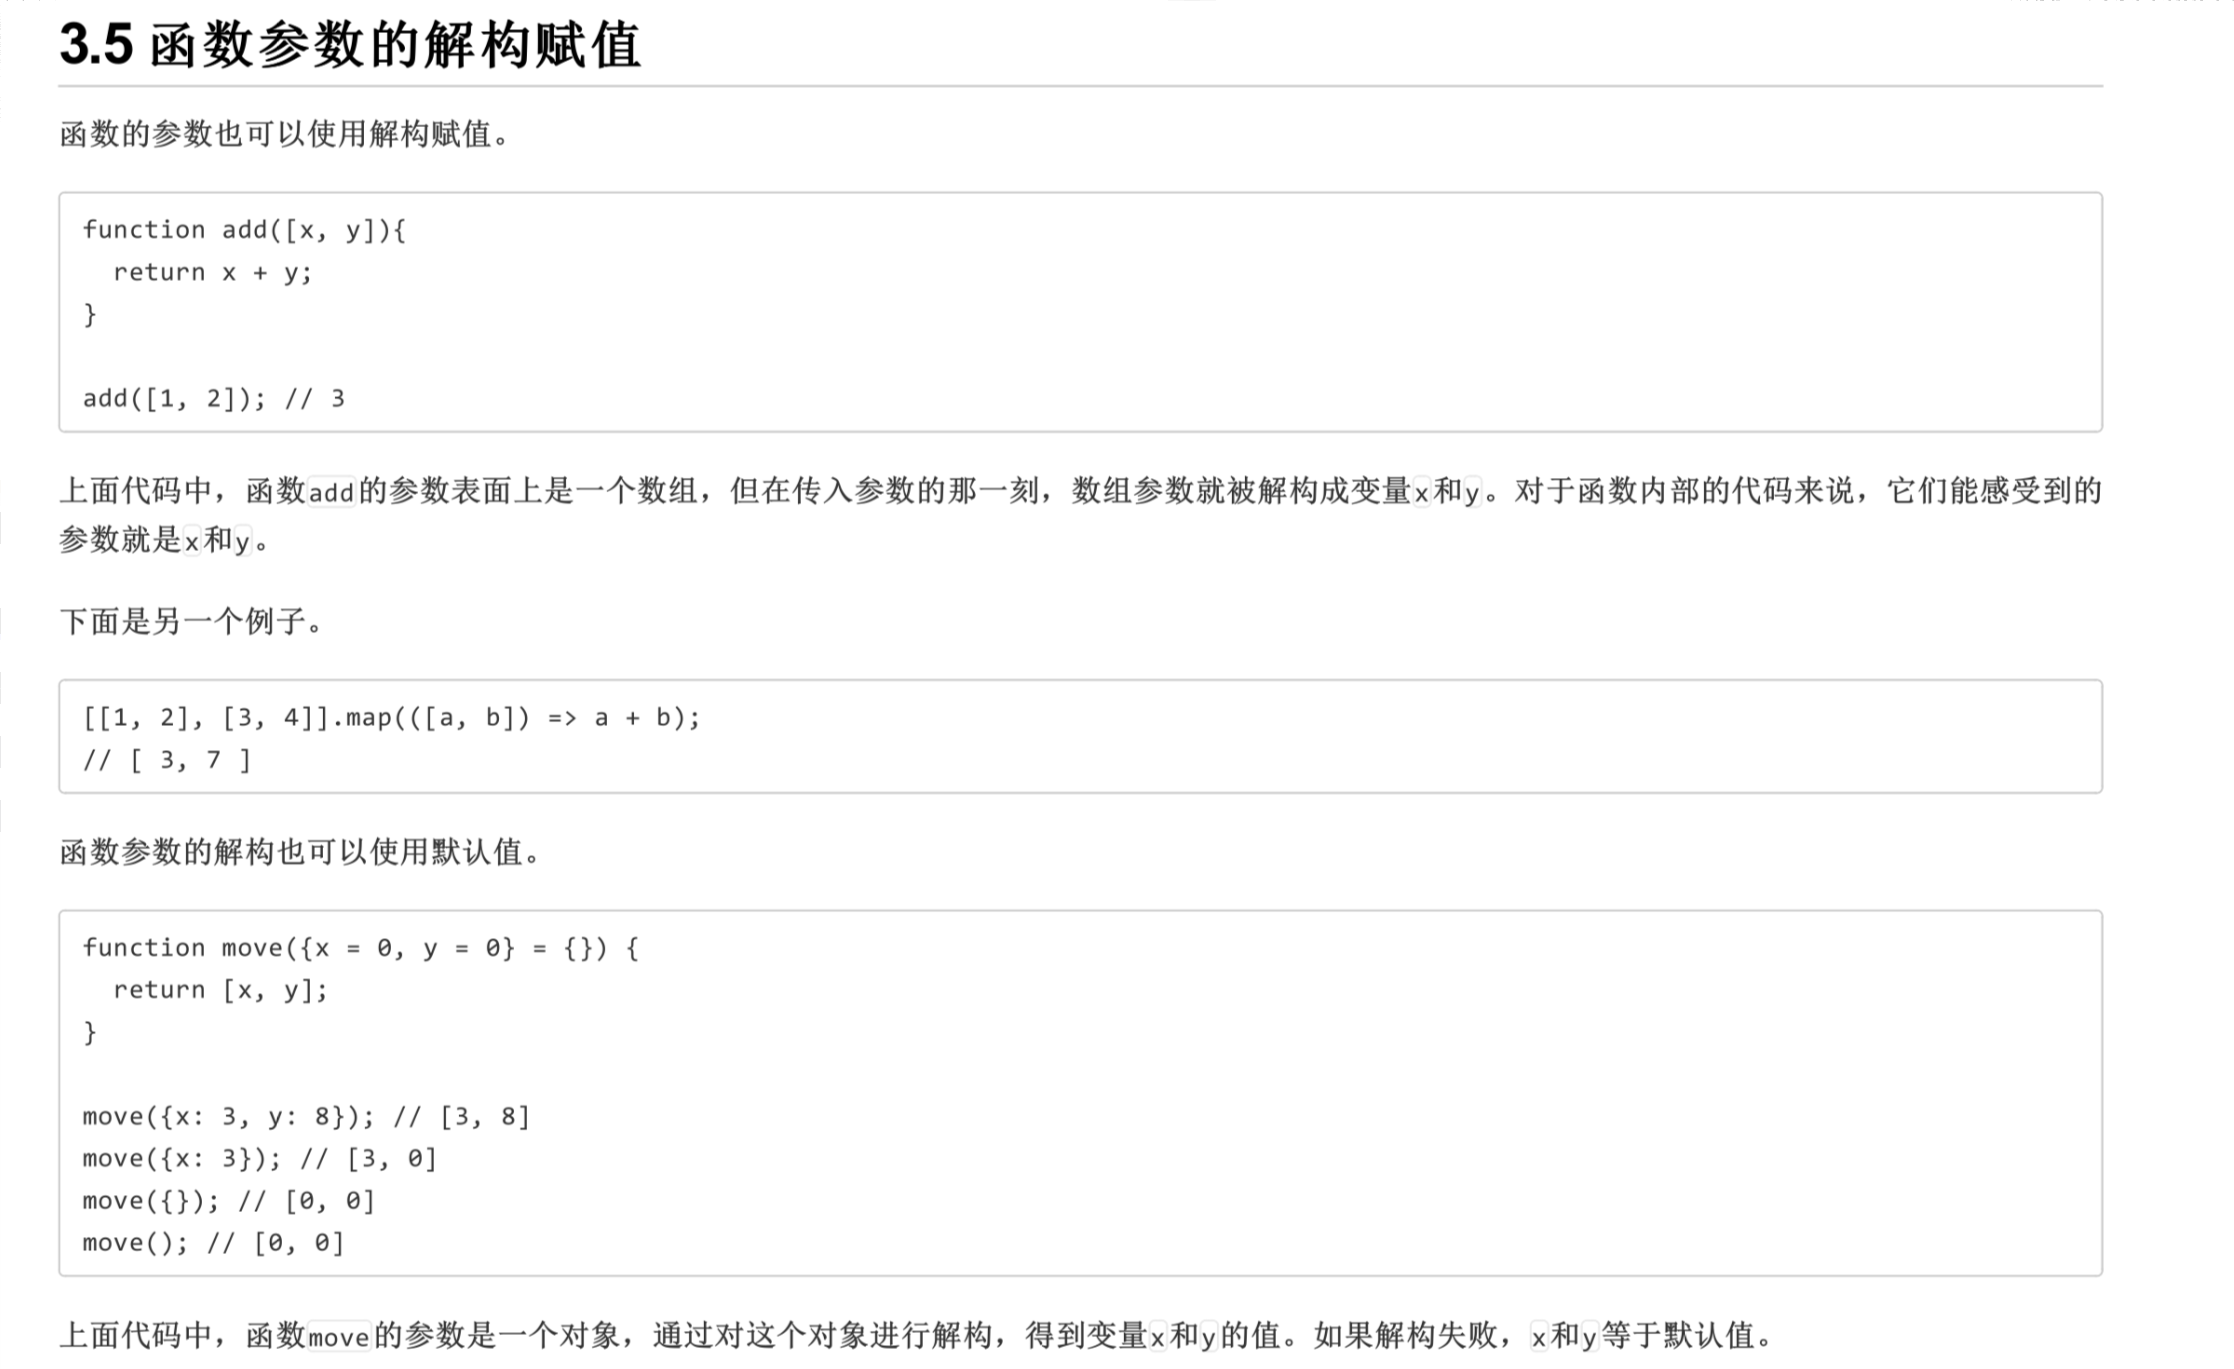 3.5 函数参数的解构赋值
函数的参数也可以使用解构赋值。
function add([x, y]){
  return x + y;
}
add([1, 2]); // 3
上面代码中，函数add的参数表面上是一个数组，但在传入参数的那一刻，数组参数就被解构成变量x和y。对于函数内部的代码来说，它们能感受到的
参数就是x和y。
下面是另一个例子。
[[1, 2], [3, 4]].map(([a, b]) => a + b);
// [ 3, 7 ]
函数参数的解构也可以使用默认值。
function move({x = 0, y = 0} = {}) {
  return [x, y];
}
move({x: 3, y: 8}); // [3, 8]
move({x: 3}); // [3, 0]
move({}); // [0, 0]
move(); // [0, 0]
上面代码中，函数move的参数是一个对象，通过对这个对象进行解构，得到变量x和y的值。如果解构失败，x和y等于默认值。